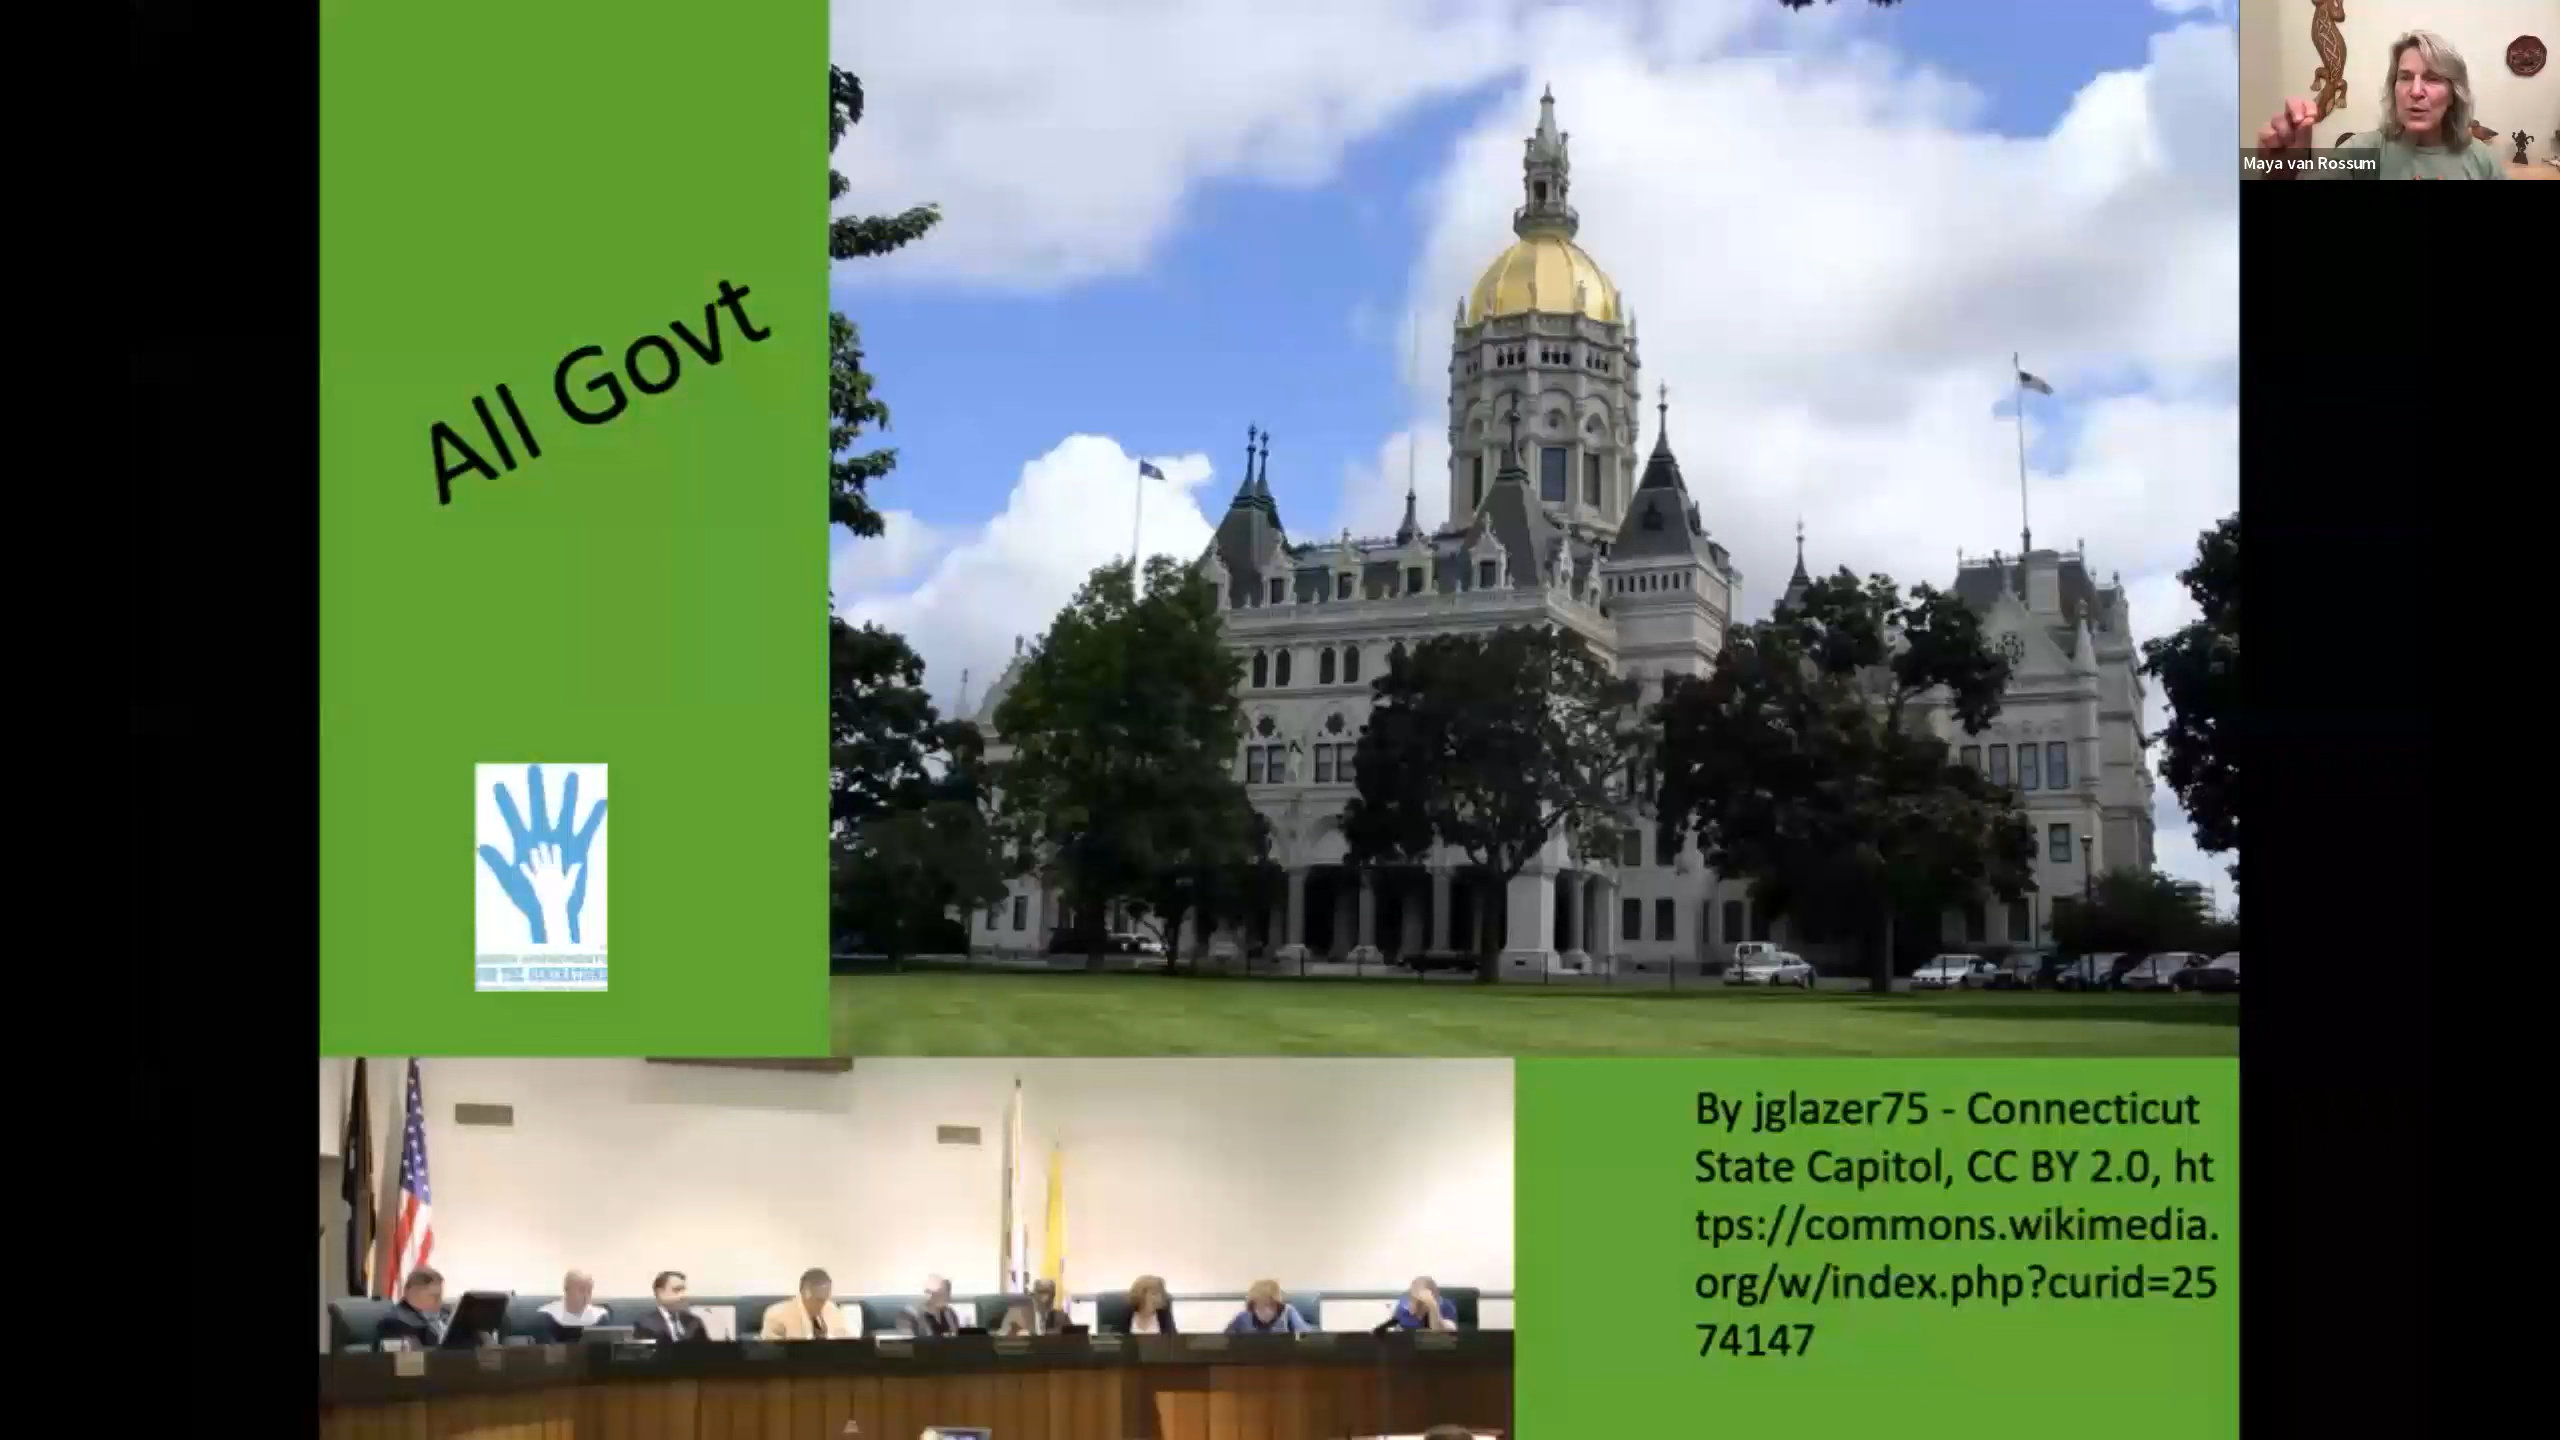 Maya van Rossum
All Govt
By jglazer75 - Connecticut
State Capitol, CC BY 2.0, ht
tps://commons.wikimedia.
org/w/index.php?curid=25
74147